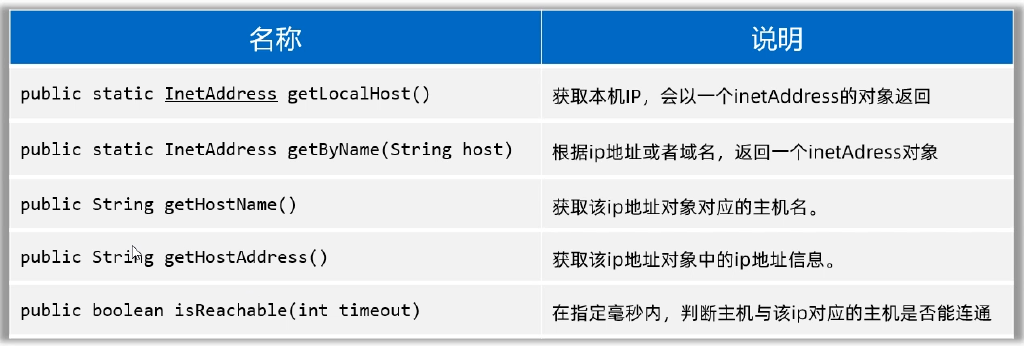 名称 说明
public static InetAddress getLocalHost() 获取本机IP，会以一个inetAddress的对象返回
public static InetAddress getByName(String host) 根据ip地址或者域名，返回一个inetAdress对象
public String getHostName() 获取该ip地址对象对应的主机名。
public String getHostAddress() 获取该ip地址对象中的ip地址信息。
public boolean isReachable(int timeout) 在指定毫秒内，判断主机与该ip对应的主机是否能连通